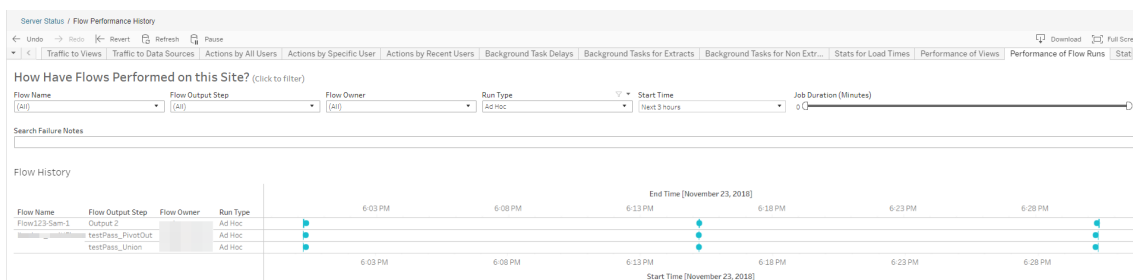 Server Status / Flow Performance History
Undo Redo Revert Refresh Pause Download Full Scre
Traffic to Views Traffic to Data Sources Actions by All Users Actions by Specific User Actions by Recent Users Background Task Delays Background Tasks for Extracts Background Tasks for Non Extr... Stats for Load Times Performance of Views Performance of Flow Runs Stat
How Have Flows Performed on this Site? (Click to filter)
Flow Name Flow Output Step Flow Owner Run Type Start Time Job Duration (Minutes)
(All) (All) (All) Ad Hoc Next 3 hours 0
Search Failure Notes
Flow History
End Time [November 23, 2018]
6:03 PM 6:08 PM 6:13 PM 6:18 PM 6:23 PM 6:28 PM
Flow Name Flow Output Step Flow Owner Run Type
Flow123-Sam-1 Output 2 Ad Hoc
testPass_PivotOut Ad Hoc
testPass_Union Ad Hoc
6:03 PM 6:08 PM 6:13 PM 6:18 PM 6:23 PM 6:28 PM
Start Time [November 23, 2018]